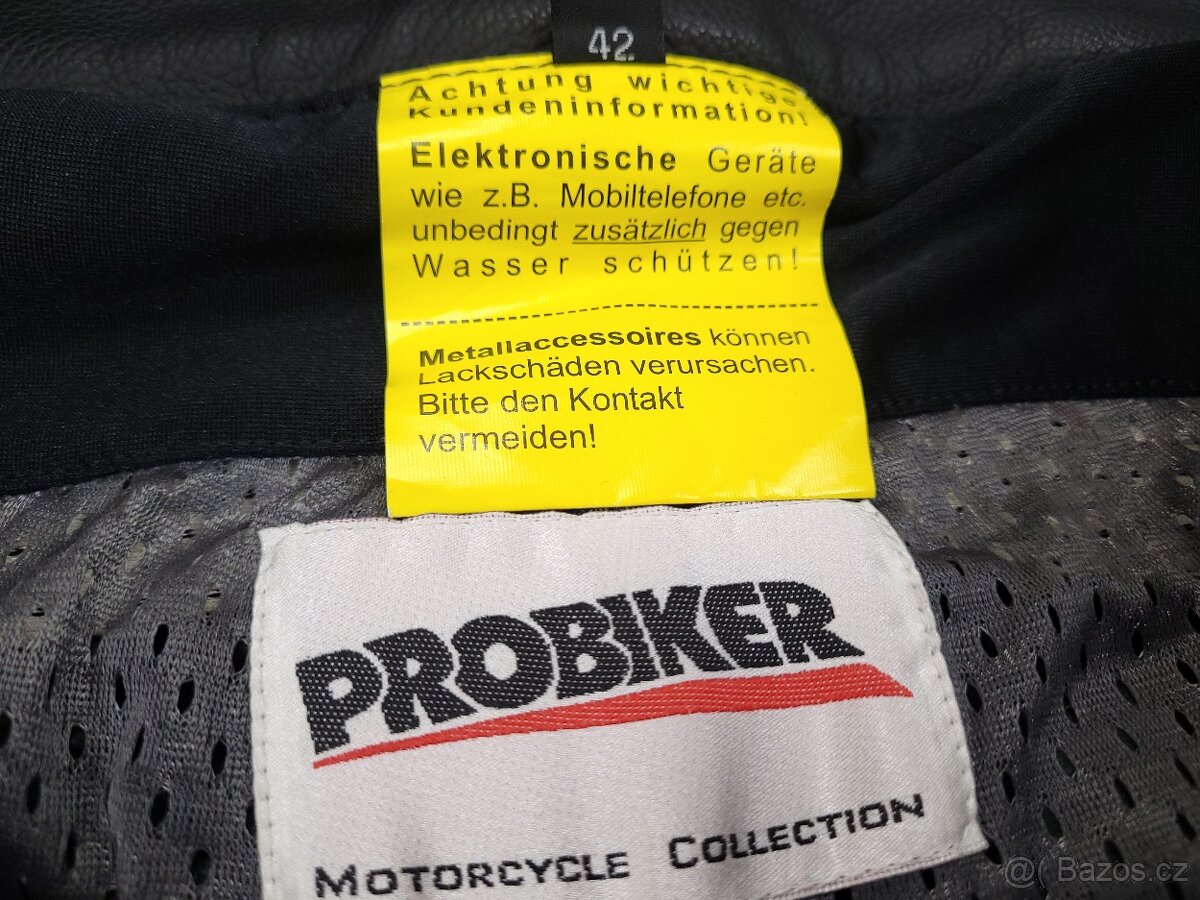 42
Achtung wichtige
Kundeninformation!
Elektronische Geräte
wie z.B. Mobiltelefone etc.
unbedingt zusätzlich gegen
Wasser schützen!
Metallaccessoires können
Lackschäden verursachen.
Bitte den Kontakt
vermeiden!
PROBIKER
MOTORCYCLE COLLECTION
@( Bazos.cz